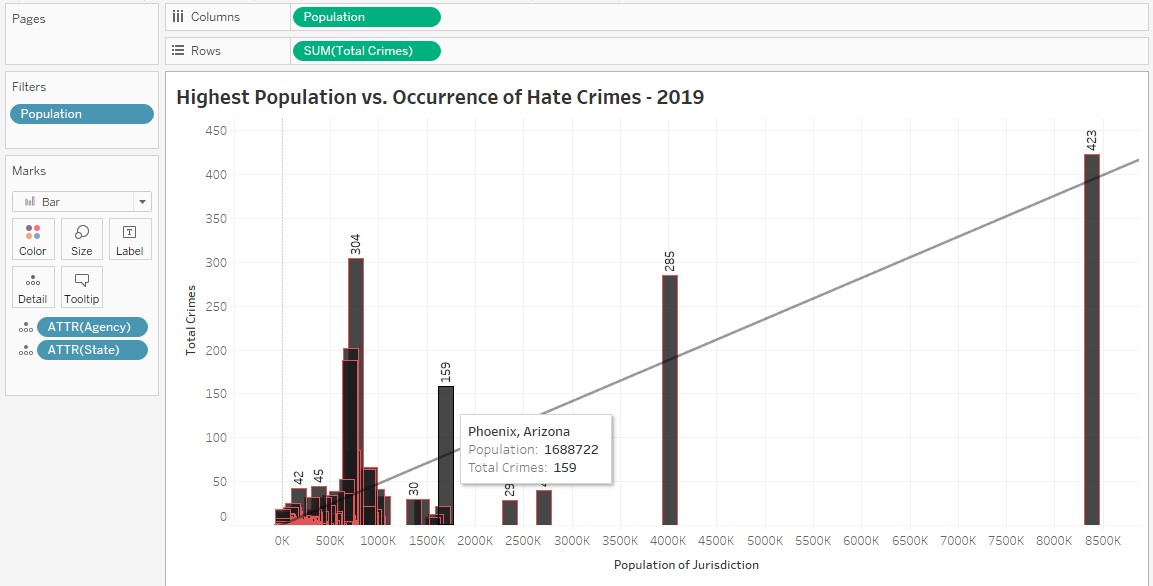 Pages
Columns
Population
Rows
SUM(Total Crimes)
Filters
Population
Marks
Bar
Color
Size
Label
Detail
Tooltip
ATTR(Agency)
ATTR(State)
Highest Population vs. Occurrence of Hate Crimes - 2019
Total Crimes
450
400
350
300
250
200
150
100
50
0
42
45
304
30
159
285
423
Phoenix, Arizona
Population: 1688722
Total Crimes: 159
0K 500K 1000K 1500K 2000K 2500K 3000K 3500K 4000K 4500K 5000K 5500K 6000K 6500K 7000K 7500K 8000K 8500K
Population of Jurisdiction